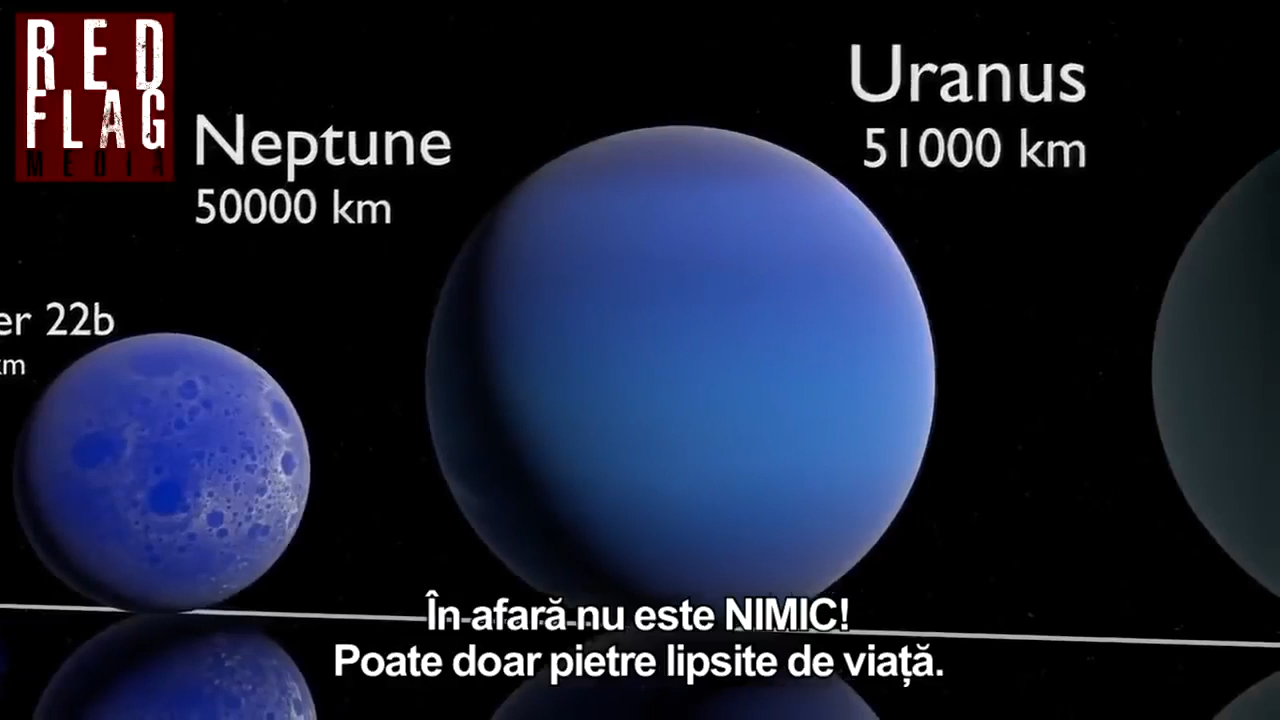 RED
FLAG
MEDIA
Neptune
50000 km
Uranus
51000 km
er 22b
km
În afară nu este NIMIC!
Poate doar pietre lipsite de viață.